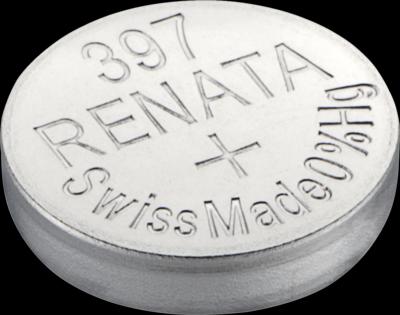 397
RENATA
+
Swiss Made 0%Hg